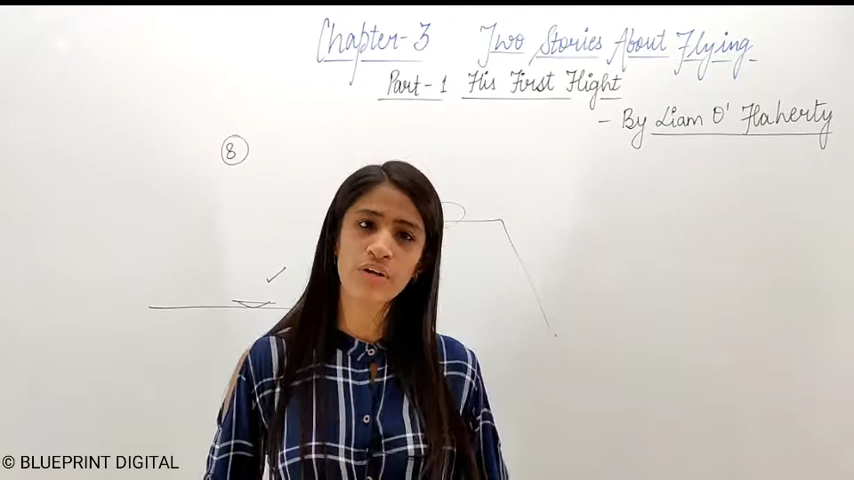 Chapter-3 Two Stories About Flying
Part-1 His First Flight
- By Liam O' Flaherty
8
© BLUEPRINT DIGITAL